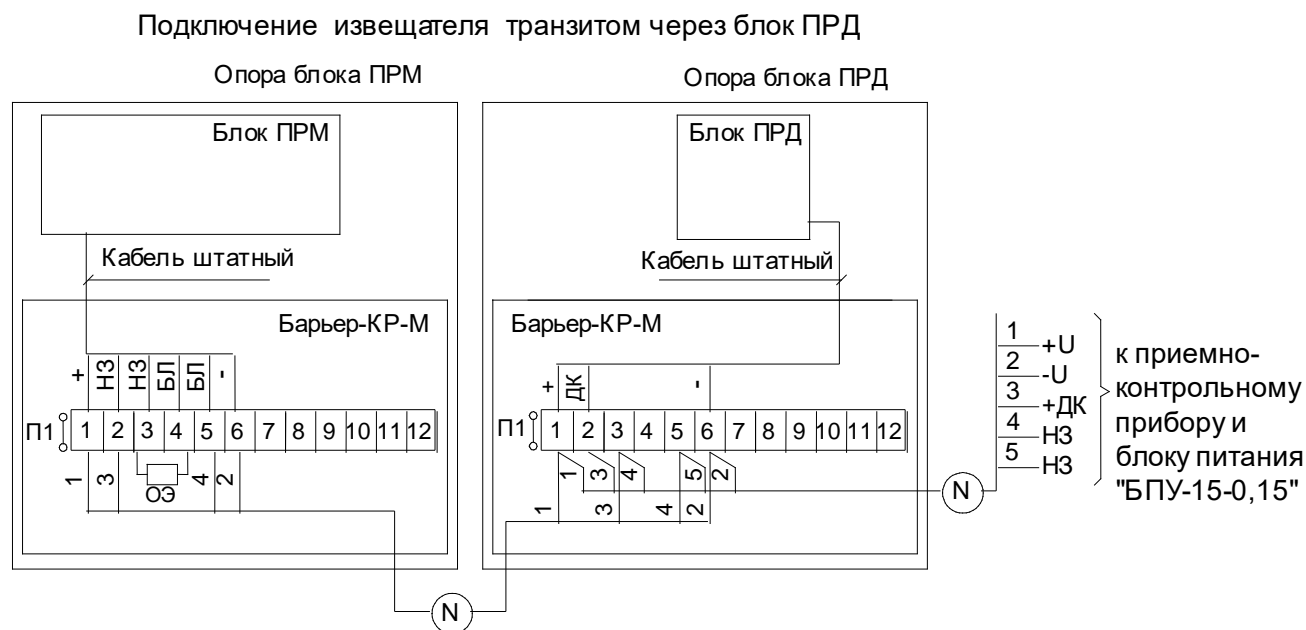 Подключение извещателя транзитом через блок ПРД
Опора блока ПРМ
Опора блока ПРД
Блок ПРМ
Блок ПРД
Кабель штатный
Кабель штатный
Барьер-КР-М
Барьер-КР-М
+ НЗ НЗ БЛ БЛ -
+ ДК -
П1 1 2 3 4 5 6 7 8 9 10 11 12
П1 1 2 3 4 5 6 7 8 9 10 11 12
1 3 ОЭ 4 2
1 3 4 5 2
1 3 4 2
N
N
1 +U
2 -U
3 +ДК
4 НЗ
5 НЗ
к приемно-
контрольному
прибору и
блоку питания
"БПУ-15-0,15"